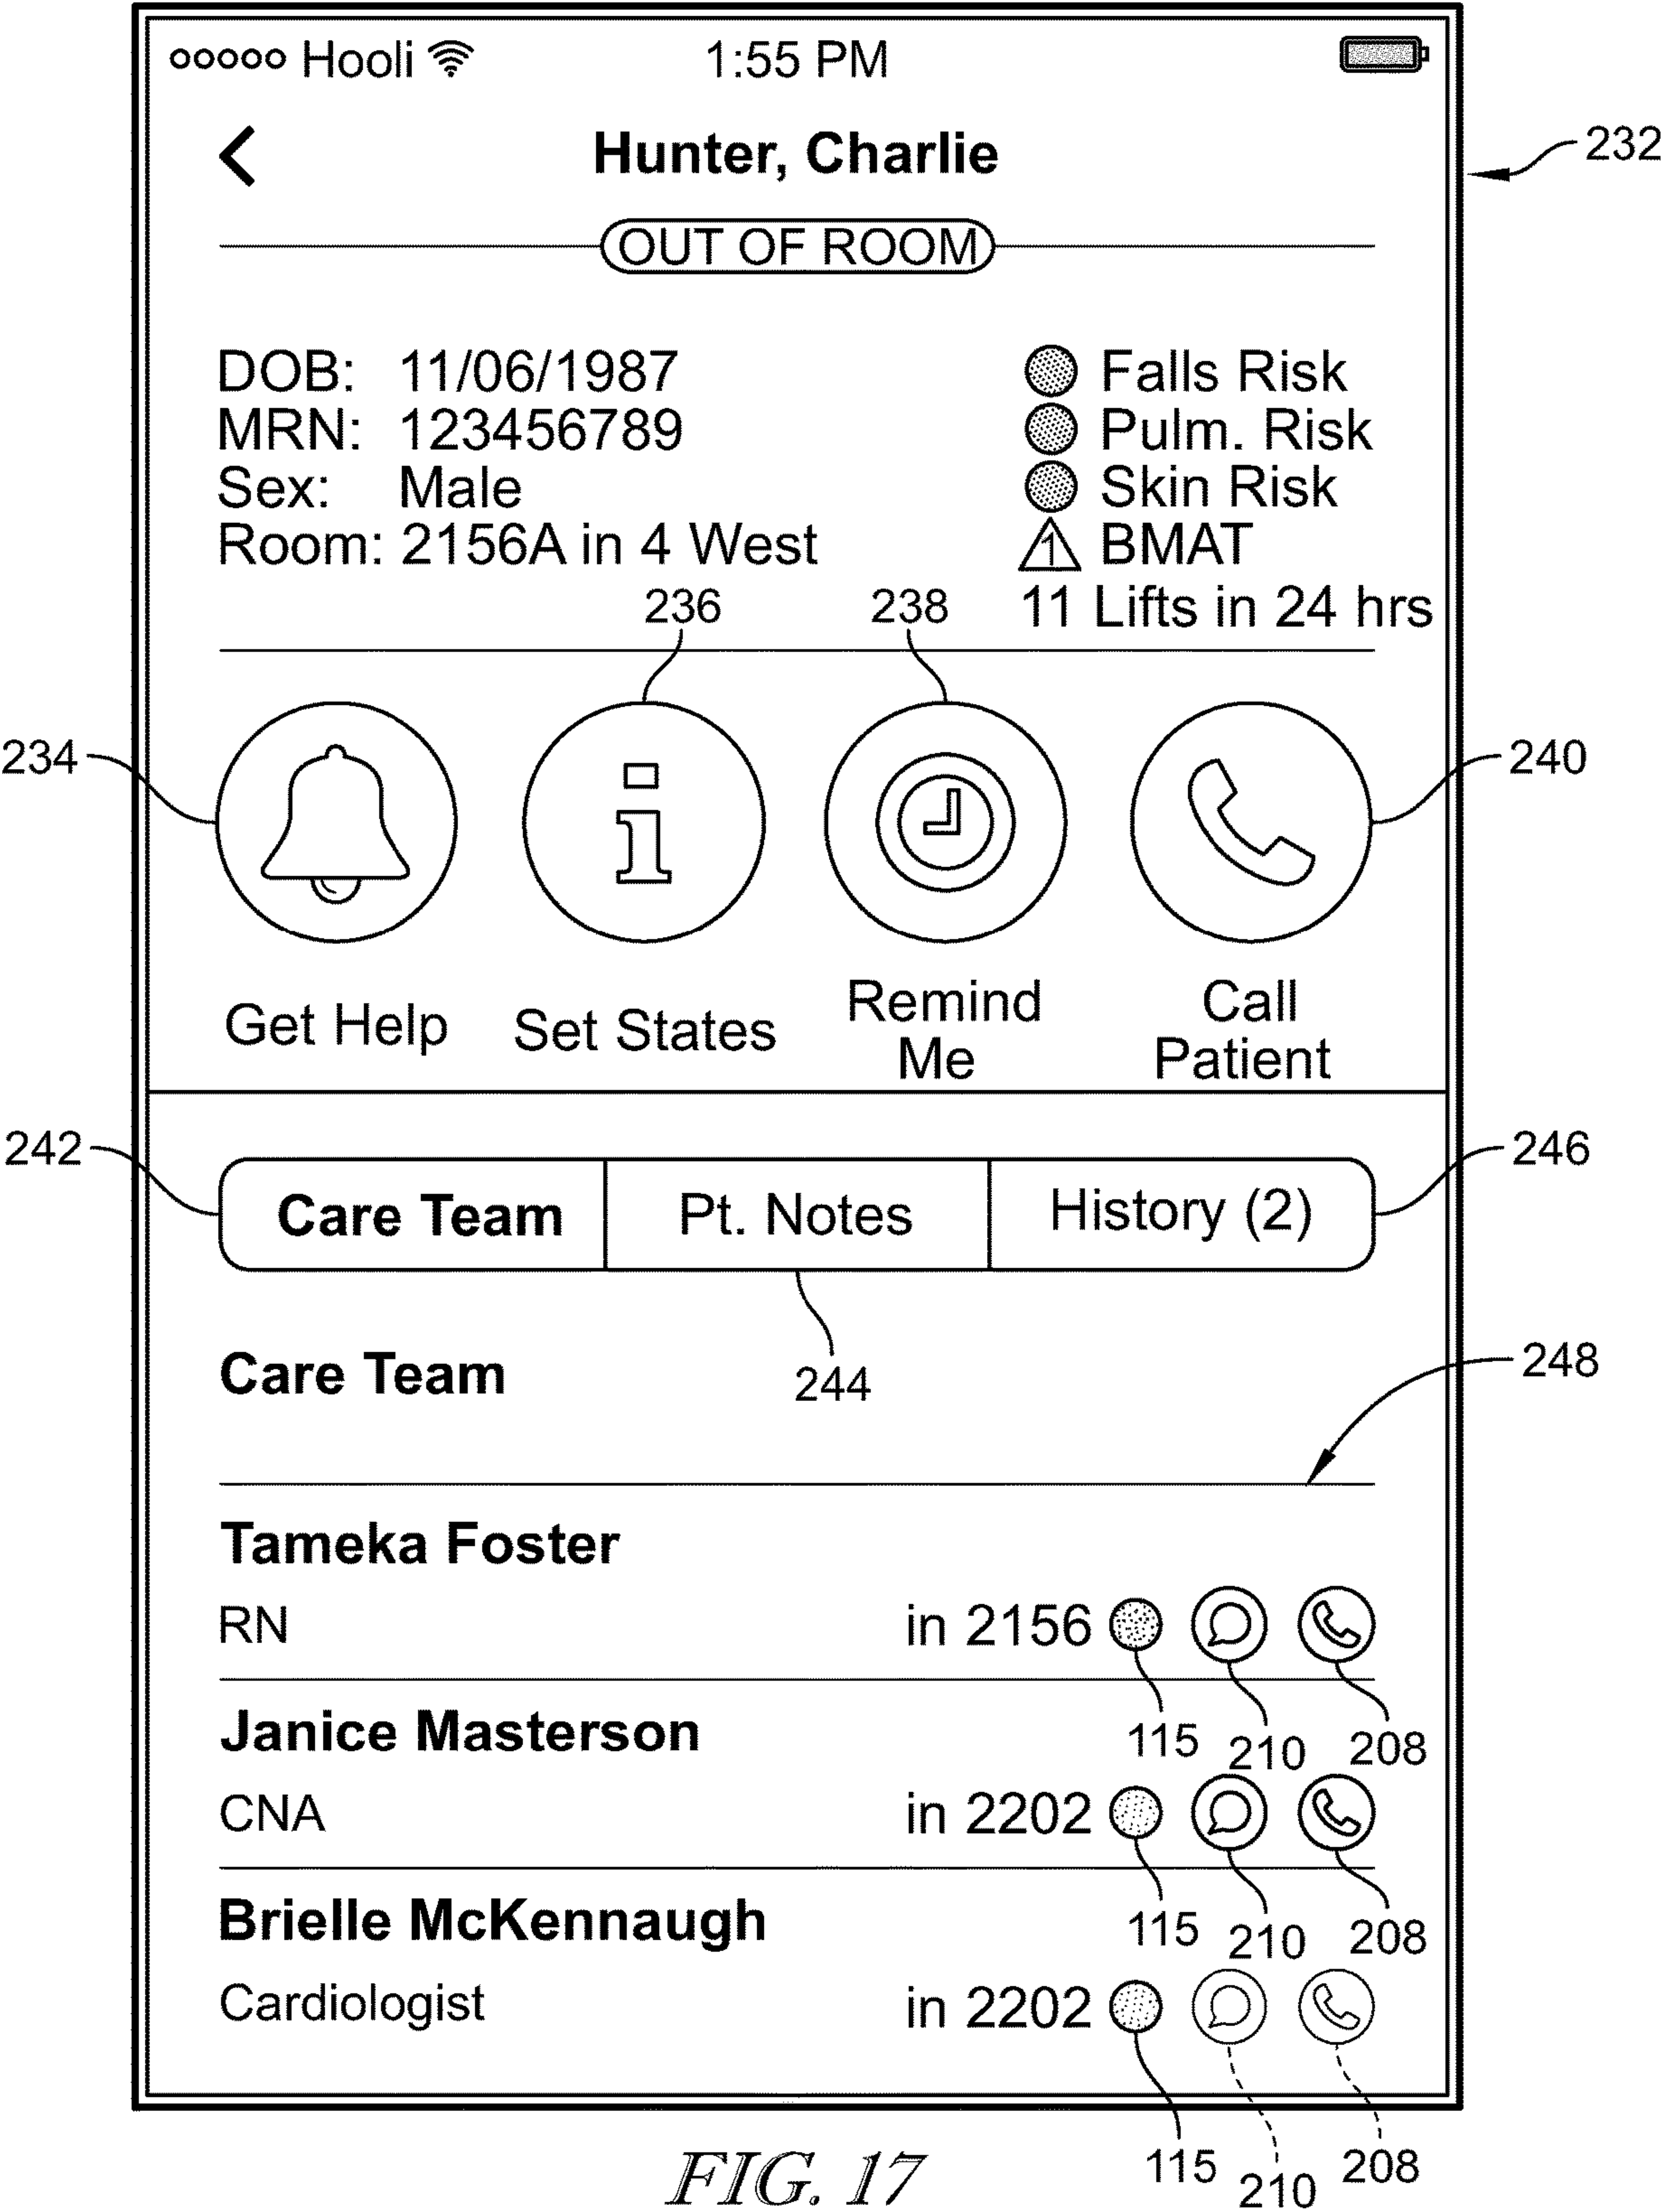 Hooli 1:55 PM
Hunter, Charlie
232
OUT OF ROOM
DOB: 11/06/1987 Falls Risk
MRN: 123456789 Pulm. Risk
Sex: Male Skin Risk
Room: 2156A in 4 West 1 BMAT
236 238 11 Lifts in 24 hrs
234 240
Get Help Set States Remind Me Call Patient
242 246
Care Team Pt. Notes History (2)
244
Care Team 248
Tameka Foster
RN in 2156
115 210 208
Janice Masterson
CNA in 2202
115 210 208
Brielle McKennaugh
Cardiologist in 2202
115 210 208
FIG. 17